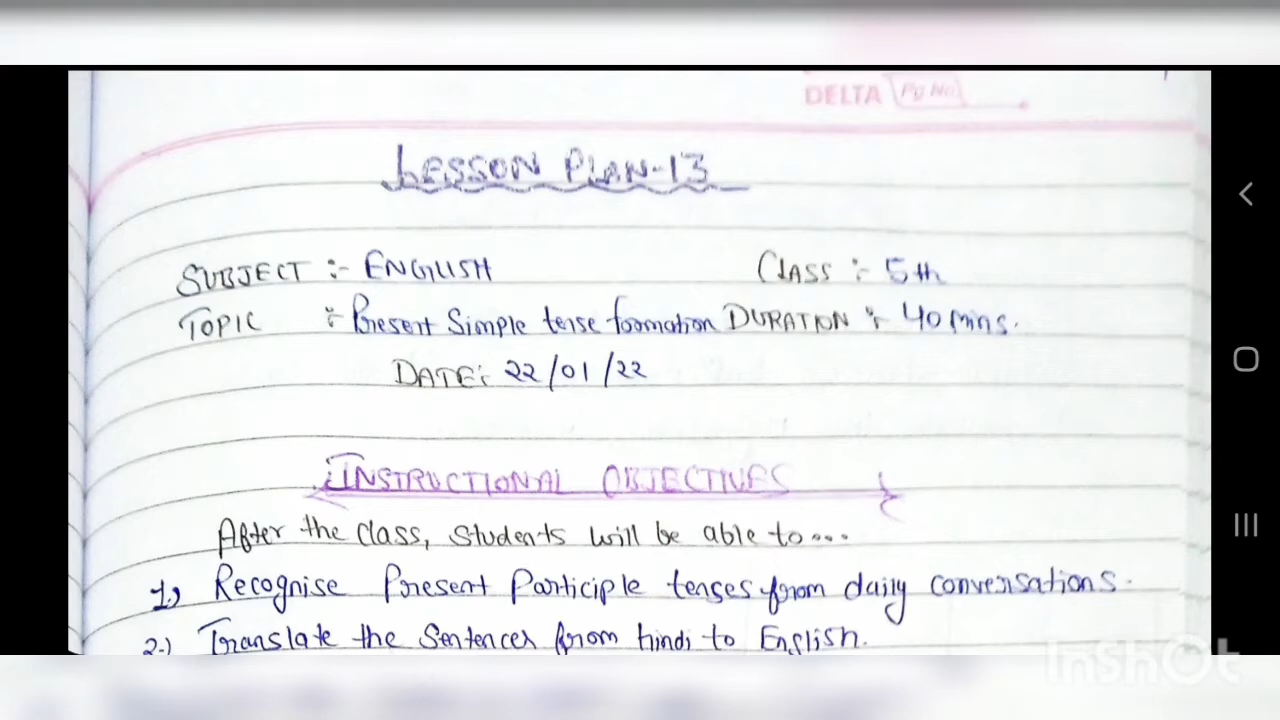 DELTA Pg No
LESSON PLAN-13
SUBJECT :- ENGLISH CLASS :- 5th
TOPIC :- Present Simple tense formation DURATION :- 40 mins.
DATE:- 22/01/22
INSTRUCTIONAL OBJECTIVES
After the class, students will be able to...
1.) Recognise Present Participle tenses from daily conversations.
2.) Translate the sentences from hindi to English.
InShOt